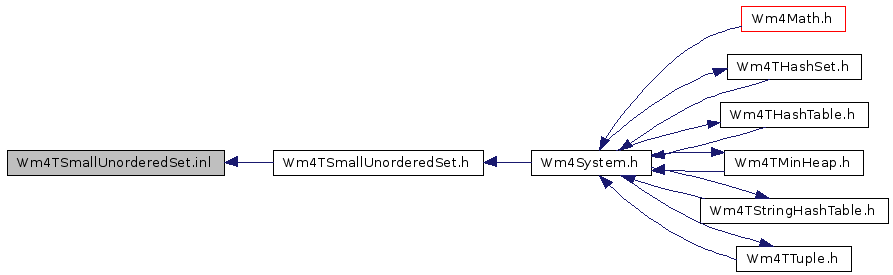 Wm4Math.h
Wm4THashSet.h
Wm4THashTable.h
Wm4TSmallUnorderedSet.inl
Wm4TSmallUnorderedSet.h
Wm4System.h
Wm4TMinHeap.h
Wm4TStringHashTable.h
Wm4TTuple.h